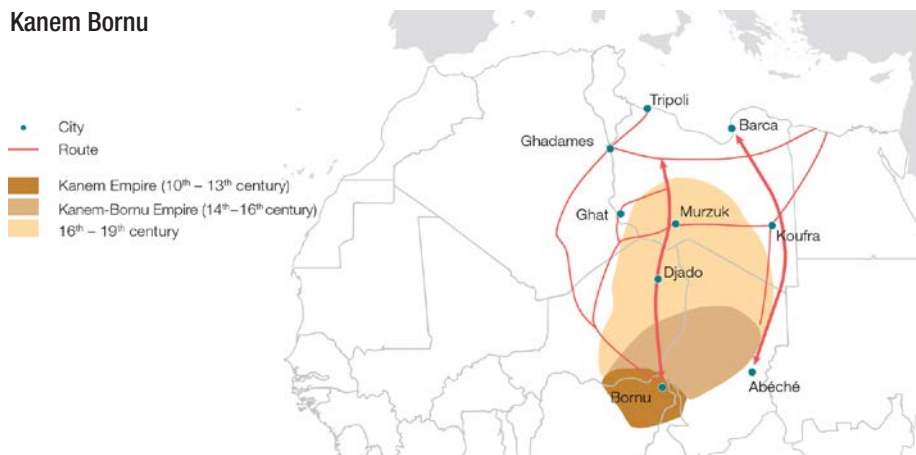 Kanem Bornu
City
Route
Kanem Empire (10th – 13th century)
Kanem-Bornu Empire (14th–16th century)
16th – 19th century
Tripoli
Barca
Ghadames
Ghat
Murzuk
Koufra
Djado
Bornu
Abéché